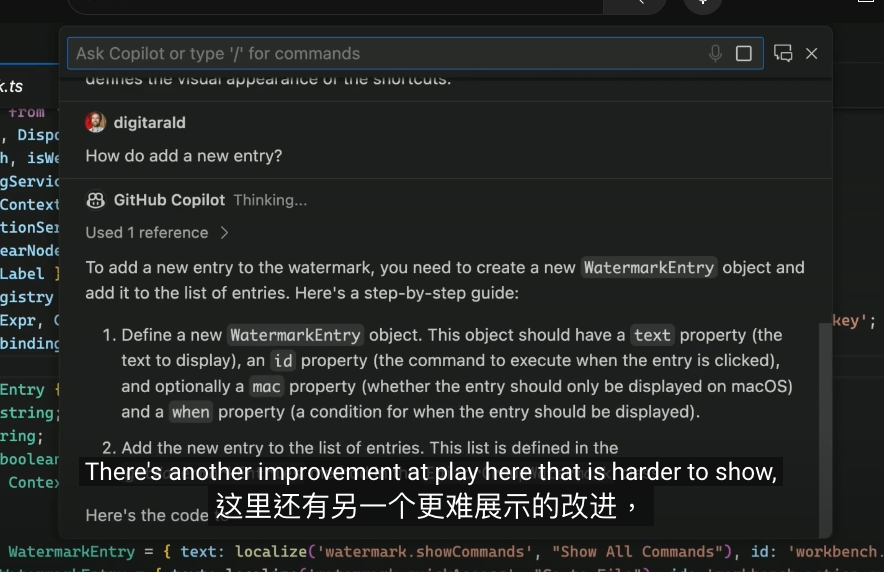 Ask Copilot or type '/' for commands
defines the visual appearance of the shortcuts.
k.ts
digitarald
from
, Dispo
h, isWe
How do add a new entry?
gServic
Context
GitHub Copilot Thinking...
tionSer
Used 1 reference
earNode
Label }
To add a new entry to the watermark, you need to create a new WatermarkEntry object and
gistry
add it to the list of entries. Here's a step-by-step guide:
Expr, C
key';
binding
1. Define a new WatermarkEntry object. This object should have a text property (the
text to display), an id property (the command to execute when the entry is clicked),
and optionally a mac property (whether the entry should only be displayed on macOS)
and a when property (a condition for when the entry should be displayed).
Entry {
string;
ring;
boolean
Contex
2. Add the new entry to the list of entries. This list is defined in the
There's another improvement at play here that is harder to show,
这里还有另一个更难展示的改进，
Here's the code to
WatermarkEntry = { text: localize('watermark.showCommands', "Show All Commands"), id: 'workbench.